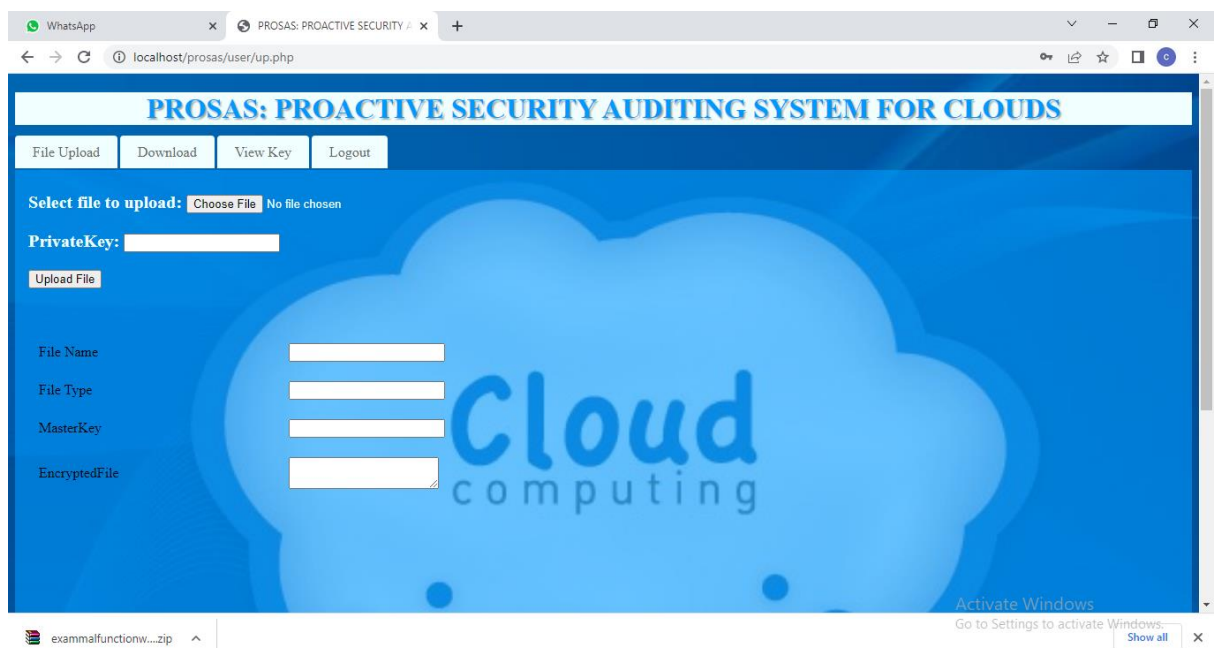 WhatsApp
PROSAS: PROACTIVE SECURITY A
localhost/prosas/user/up.php
C
PROSAS: PROACTIVE SECURITY AUDITING SYSTEM FOR CLOUDS
File Upload Download View Key Logout
Select file to upload: Choose File No file chosen
PrivateKey:
Upload File
File Name
File Type
MasterKey
EncryptedFile
Cloud
computing
Activate Windows
Go to Settings to activate Windows.
exammalfunctionw....zip
Show all